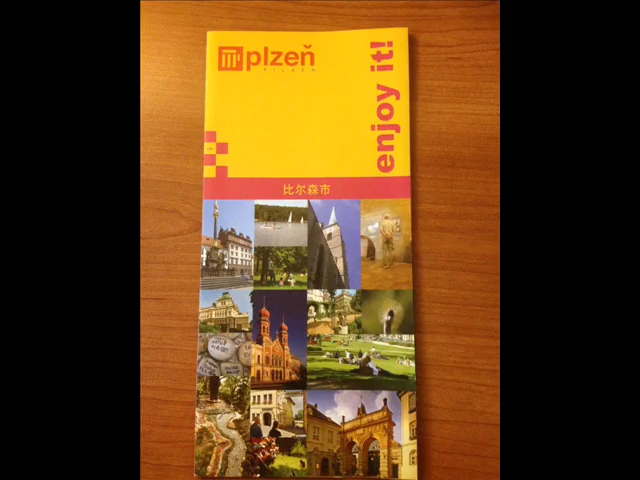 plzeň
PILSEN
enjoy it!
比尔森市